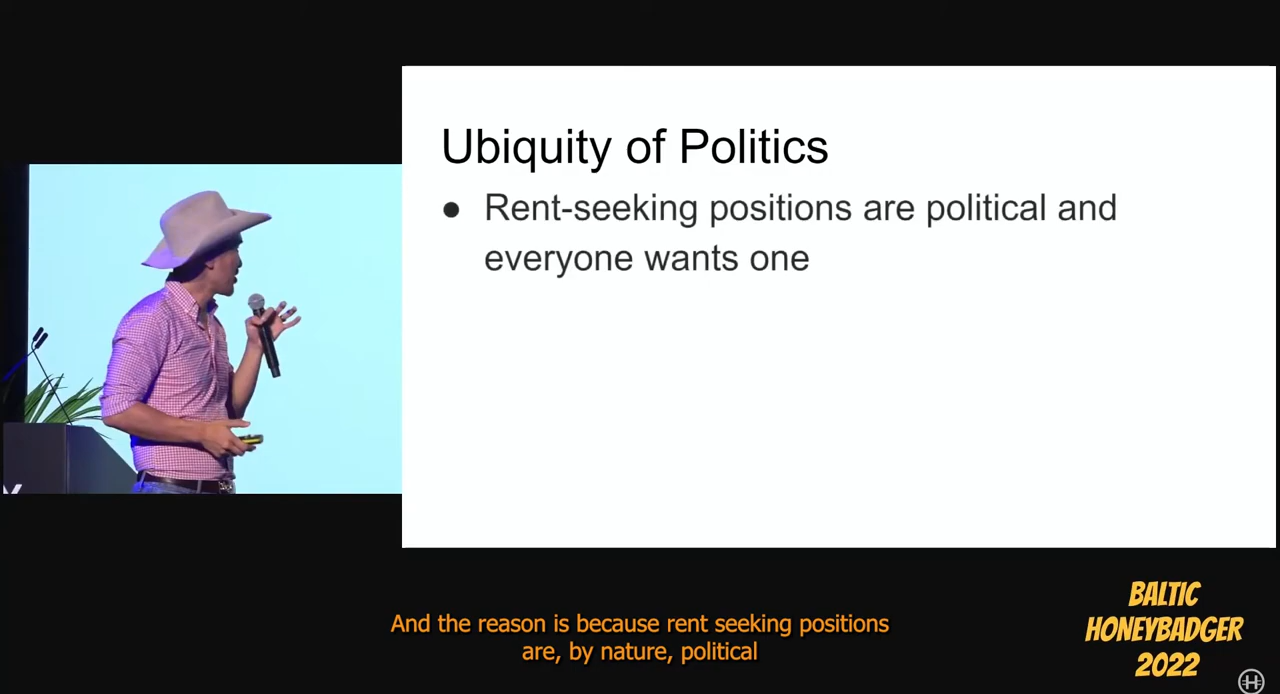 Ubiquity of Politics
● Rent-seeking positions are political and
everyone wants one
And the reason is because rent seeking positions
are, by nature, political
BALTIC
HONEYBADGER
2022